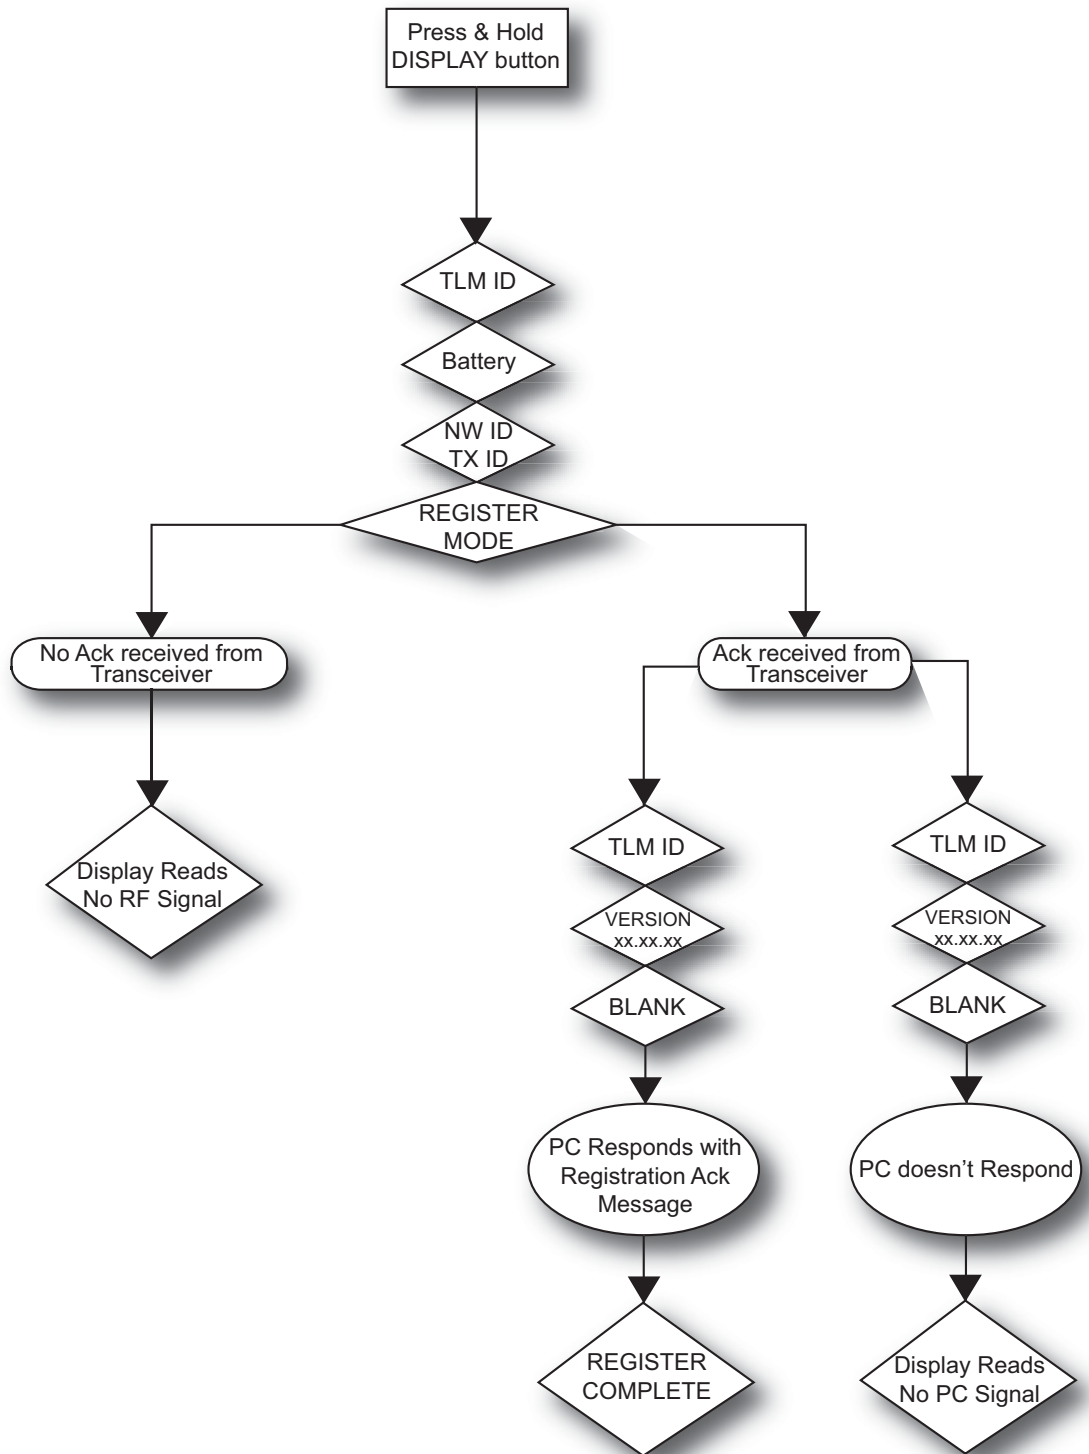 Press & Hold
DISPLAY button
TLM ID
Battery
NW ID
TX ID
REGISTER
MODE
No Ack received from
Transceiver
Ack received from
Transceiver
Display Reads
No RF Signal
TLM ID
VERSION
xx.xx.xx
BLANK
PC Responds with
Registration Ack
Message
REGISTER
COMPLETE
TLM ID
VERSION
xx.xx.xx
BLANK
PC doesn’t Respond
Display Reads
No PC Signal